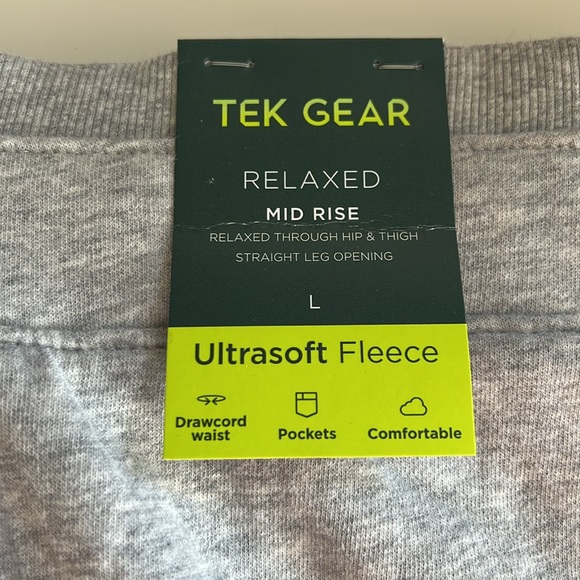 TEK GEAR
RELAXED
MID RISE
RELAXED THROUGH HIP & THIGH
STRAIGHT LEG OPENING
L
Ultrasoft Fleece
Drawcord
waist
Pockets
Comfortable